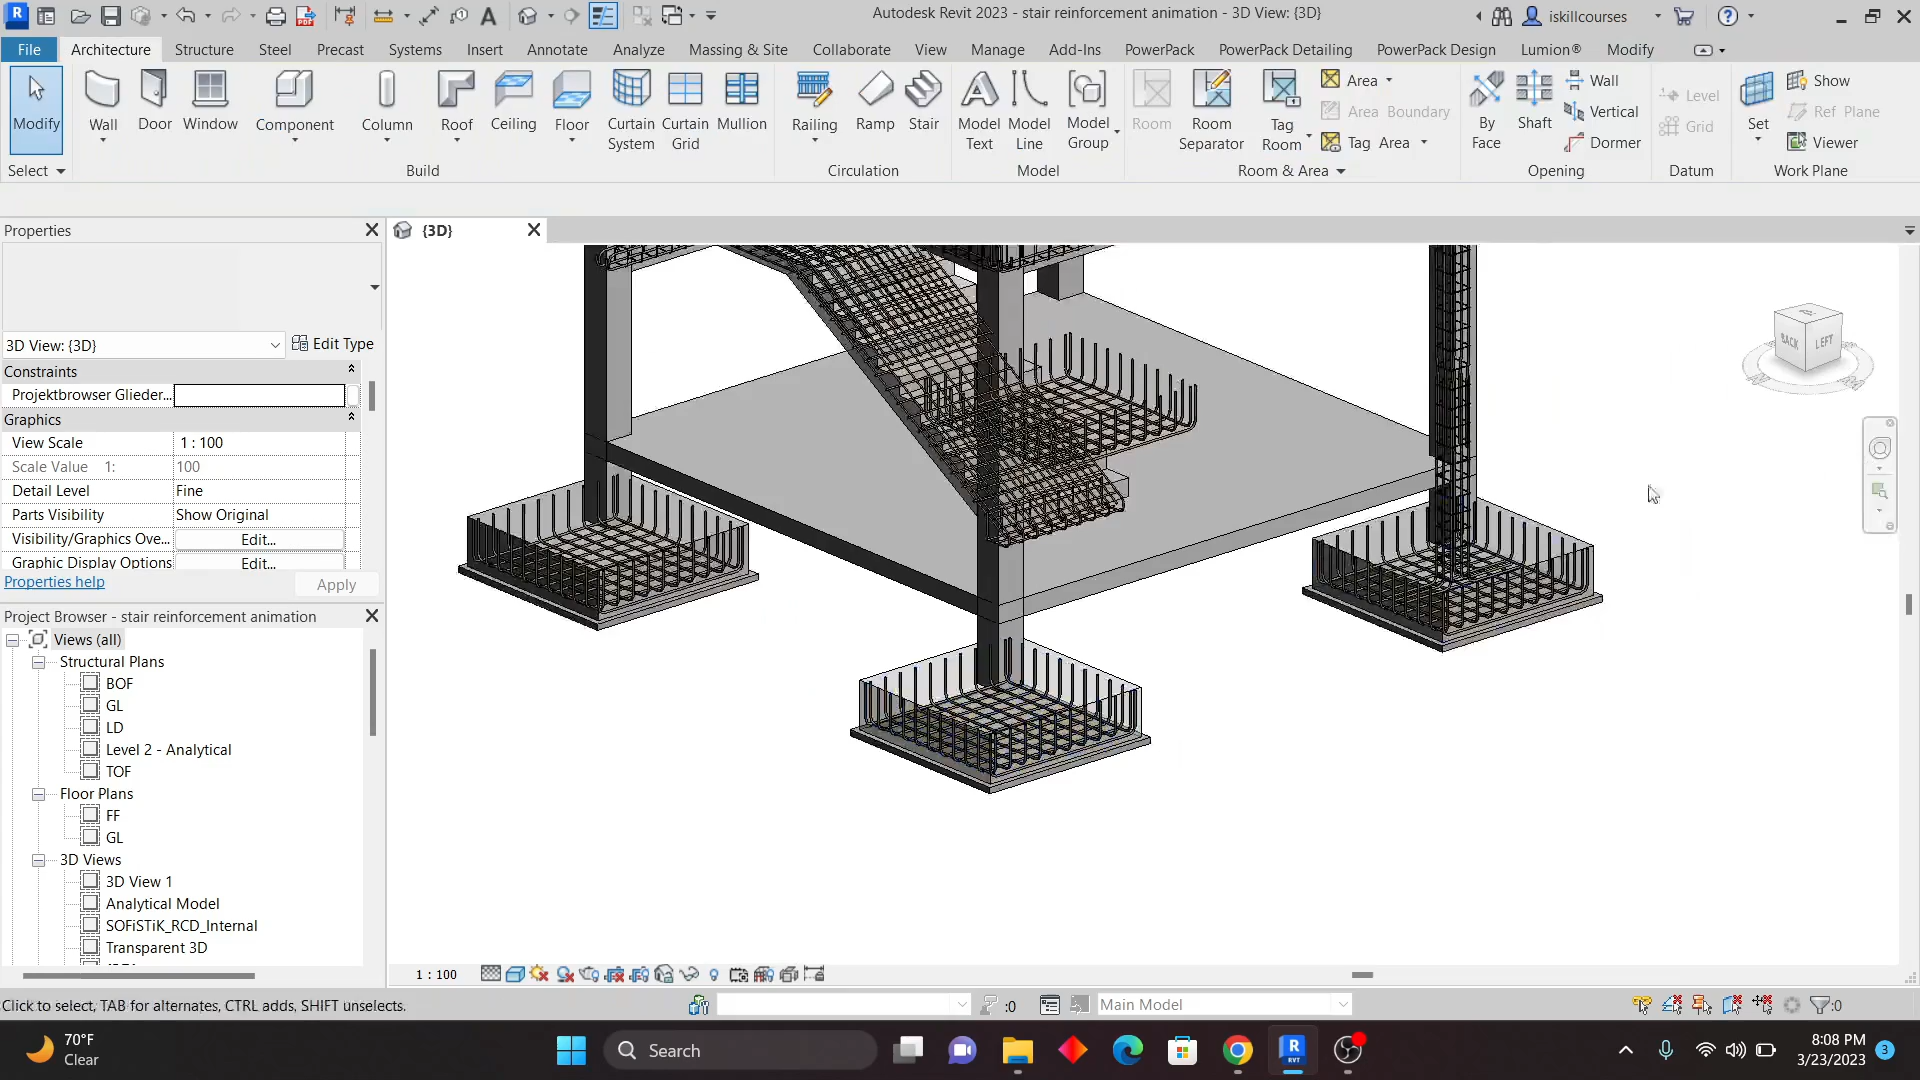 Autodesk Revit 2023 - stair reinforcement animation - 3D View: {3D}
iskillcourses
File Architecture Structure Steel Precast Systems Insert Annotate Analyze Massing & Site Collaborate View Manage Add-Ins PowerPack PowerPack Detailing PowerPack Design Lumion® Modify
Modify
Wall
Door
Window
Component
Column
Roof
Ceiling
Floor
Curtain System
Curtain Grid
Mullion
Railing
Ramp
Stair
Model Text
Model Line
Model Group
Room
Room Separator
Tag Room
Area
Area Boundary
Tag Area
By Face
Shaft
Wall
Vertical
Dormer
Level
Grid
Set
Show
Ref Plane
Viewer
Select
Build
Circulation
Model
Room & Area
Opening
Datum
Work Plane
Properties
{3D}
3D View: {3D}
Edit Type
Constraints
Projektbrowser Glieder...
Graphics
View Scale 1 : 100
Scale Value 1: 100
Detail Level Fine
Parts Visibility Show Original
Visibility/Graphics Ove... Edit...
Graphic Display Options Edit...
Properties help
Apply
BACK
LEFT
Project Browser - stair reinforcement animation
Views (all)
Structural Plans
BOF
GL
LD
Level 2 - Analytical
TOF
Floor Plans
FF
GL
3D Views
3D View 1
Analytical Model
SOFiSTiK_RCD_Internal
Transparent 3D
1 : 100
Click to select, TAB for alternates, CTRL adds, SHIFT unselects.
:0
Main Model
:0
70°F
Clear
Search
R
RVT
8:08 PM
3/23/2023
3